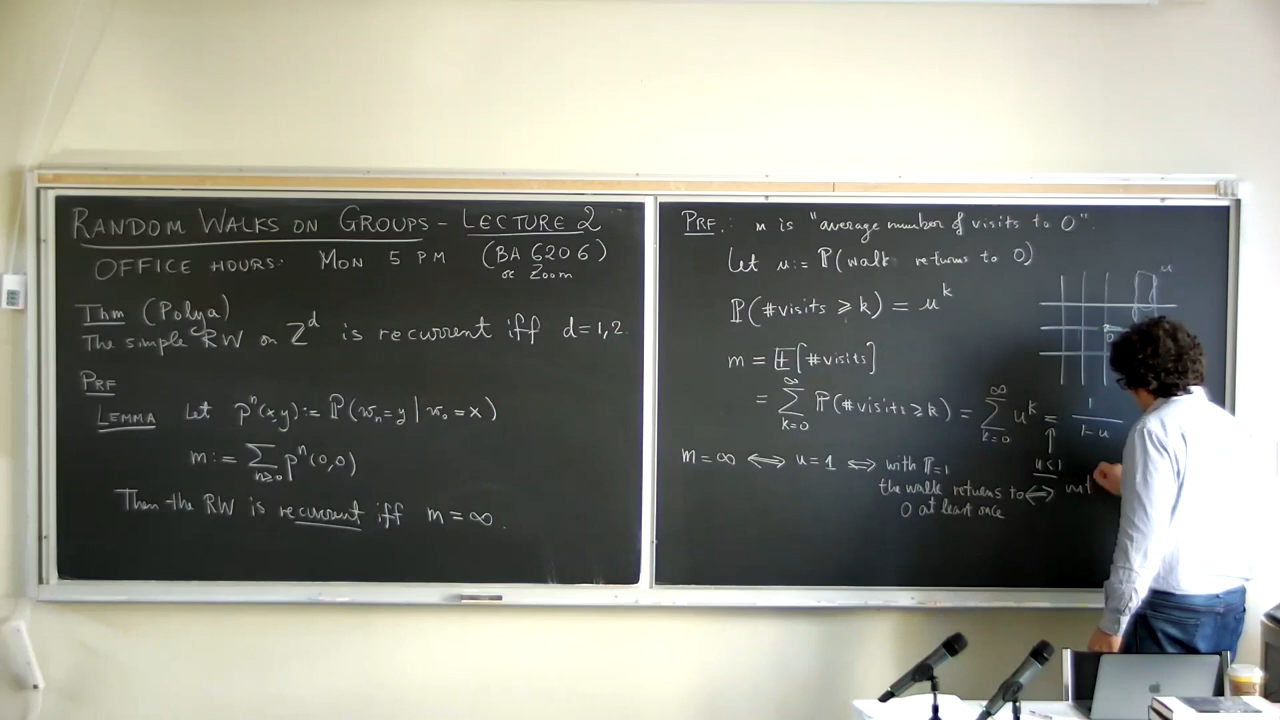 RANDOM WALKS ON GROUPS - LECTURE 2
OFFICE HOURS: MON 5 PM (BA 6206)
or Zoom
Thm (Polya)
The simple RW on Z^d is recurrent iff d=1,2.
PRF
LEMMA Let p^n(x,y) := ℙ(w_n = y | w_0 = x)
m := ∑_{n≥0} p^n(0,0)
Then the RW is recurrent iff m = ∞.
PRF.: m is "average number of visits to 0".
Let u := ℙ(walk returns to 0)
ℙ(#visits ≥ k) = u^k
u
0
m = 𝔼[#visits]
= ∑_{k=0}^{∞} ℙ(#visits ≥ k) = ∑_{k=0}^{∞} u^k = 1/(1-u)
↑
u<1
m = ∞ ⟺ u = 1 ⟺ with ℙ=1
the walk returns to ⟺
0 at least once